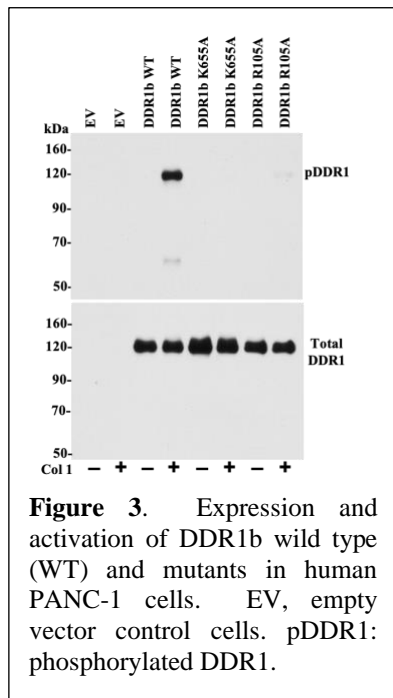 EV
EV
DDR1b WT
DDR1b WT
DDR1b K655A
DDR1b K655A
DDR1b R105A
DDR1b R105A
kDa
160-
120-
pDDR1
90-
70-
50-
160-
120-
Total
DDR1
90-
70-
50-
Col 1 – + – + – + – +
Figure 3. Expression and
activation of DDR1b wild type
(WT) and mutants in human
PANC-1 cells. EV, empty
vector control cells. pDDR1:
phosphorylated DDR1.